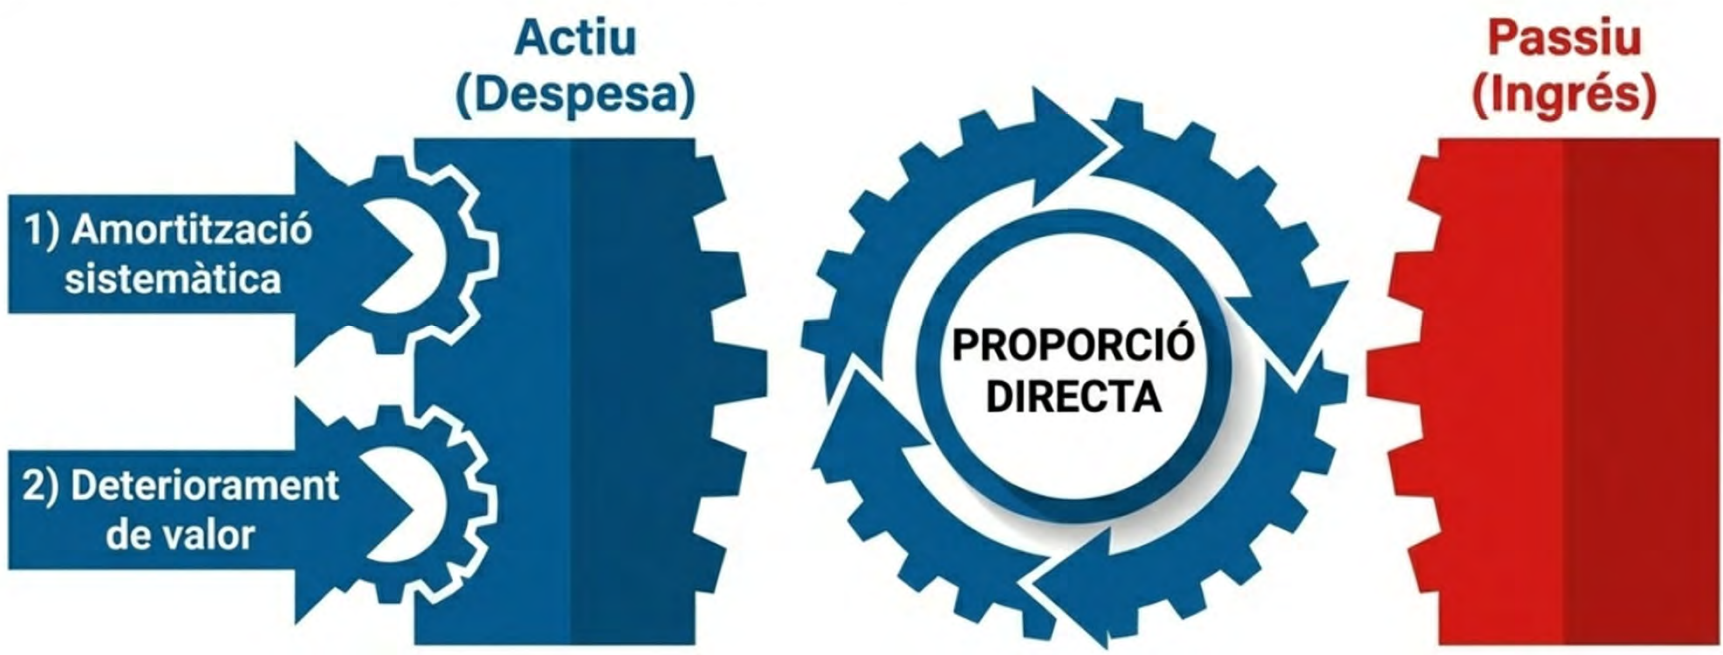 Actiu
(Despesa)
Passiu
(Ingrés)
1) Amortització
sistemàtica
PROPORCIÓ
DIRECTA
2) Deteriorament
de valor